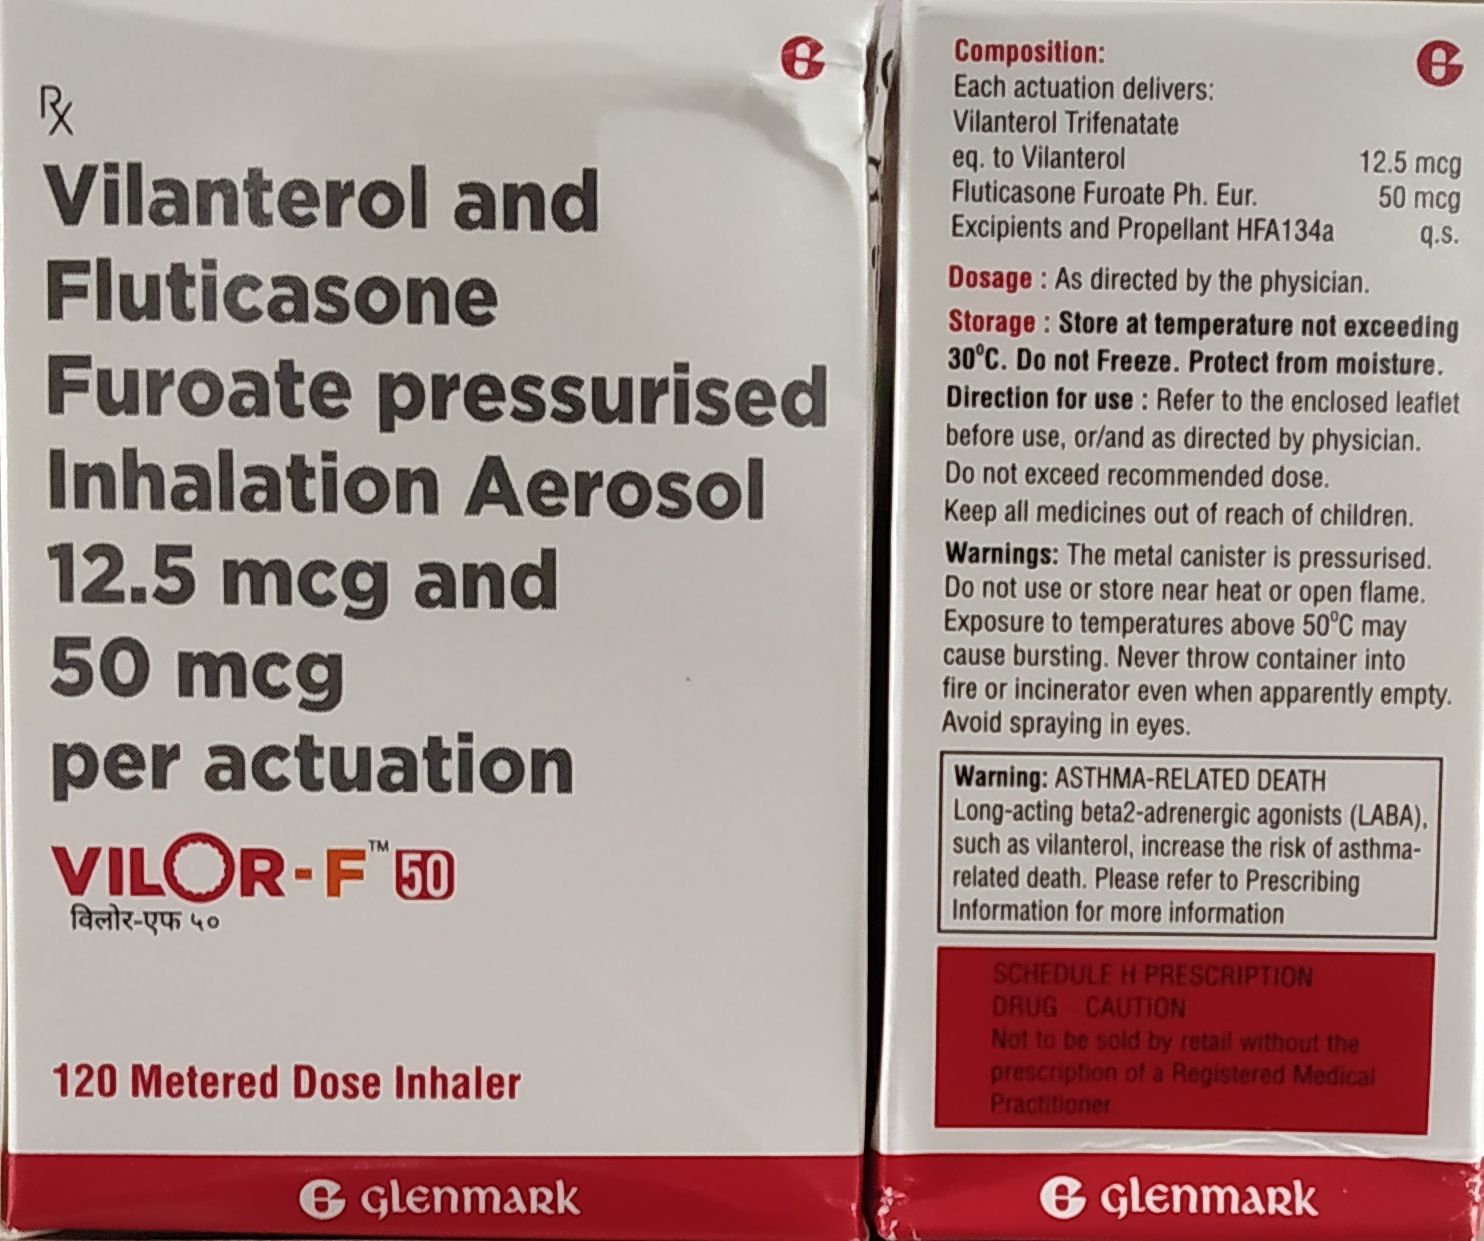 Rx
Vilanterol and
Fluticasone
Furoate pressurised
Inhalation Aerosol
12.5 mcg and
50 mcg
per actuation
VILOR-F™ 50
विलोर-एफ ५०
120 Metered Dose Inhaler
glenmark
Composition:
Each actuation delivers:
Vilanterol Trifenatate
eq. to Vilanterol 12.5 mcg
Fluticasone Furoate Ph. Eur. 50 mcg
Excipients and Propellant HFA134a q.s.
Dosage : As directed by the physician.
Storage : Store at temperature not exceeding
30°C. Do not Freeze. Protect from moisture.
Direction for use : Refer to the enclosed leaflet
before use, or/and as directed by physician.
Do not exceed recommended dose.
Keep all medicines out of reach of children.
Warnings: The metal canister is pressurised.
Do not use or store near heat or open flame.
Exposure to temperatures above 50°C may
cause bursting. Never throw container into
fire or incinerator even when apparently empty.
Avoid spraying in eyes.
Warning: ASTHMA-RELATED DEATH
Long-acting beta2-adrenergic agonists (LABA),
such as vilanterol, increase the risk of asthma-
related death. Please refer to Prescribing
Information for more information
SCHEDULE H PRESCRIPTION
DRUG - CAUTION
Not to be sold by retail without the
prescription of a Registered Medical
Practitioner.
glenmark